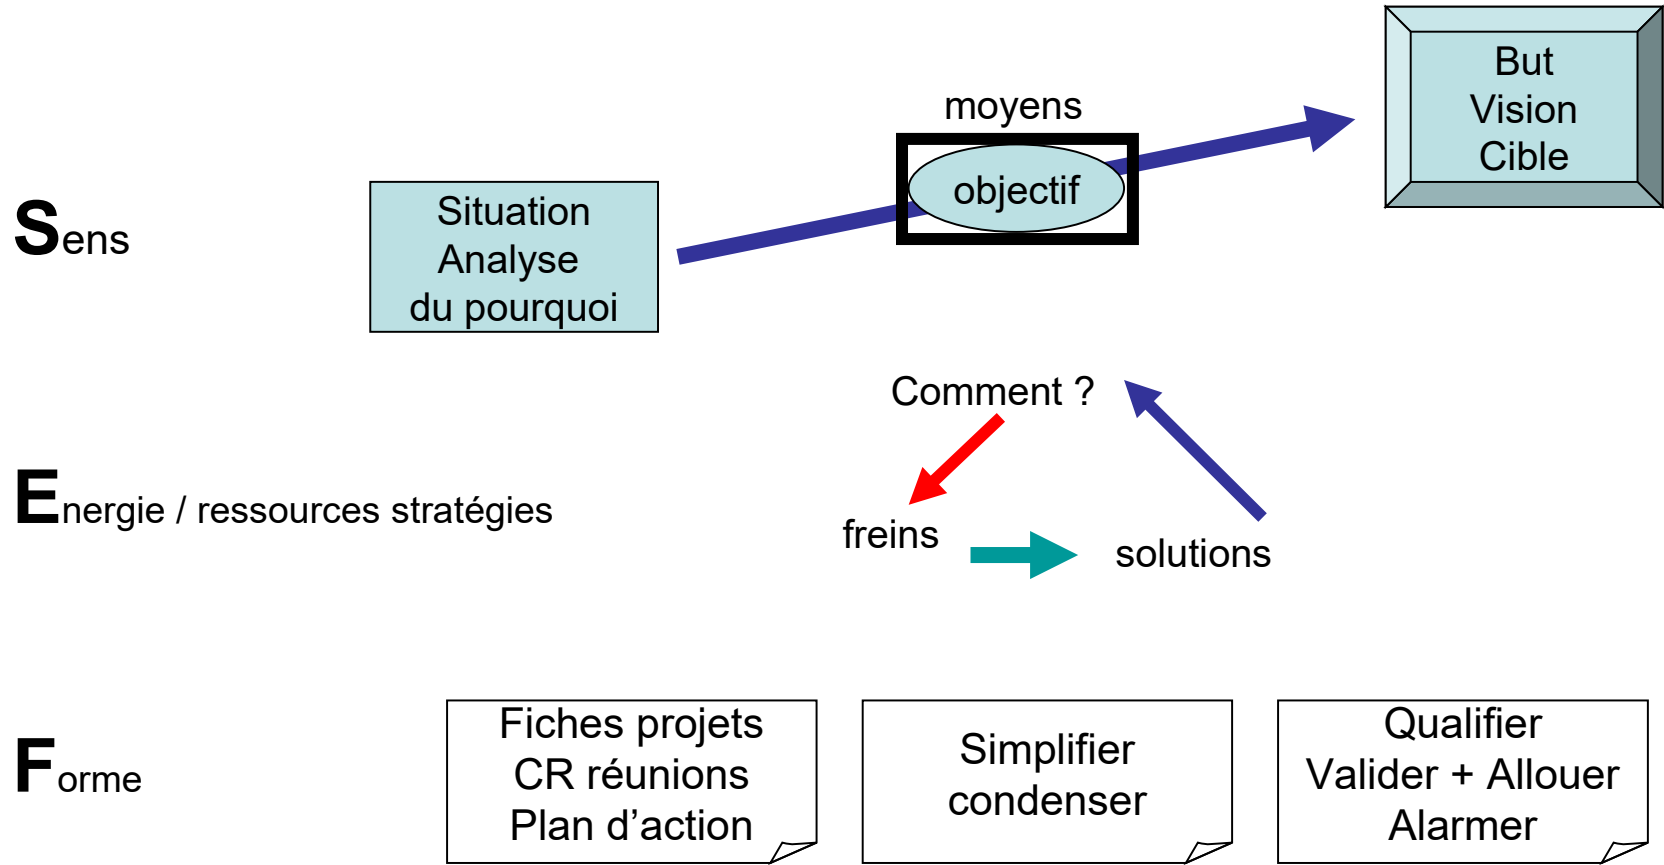 But
Vision
Cible
moyens
objectif
Situation
Analyse
du pourquoi
Sens
Comment ?
Energie / ressources stratégies
freins
solutions
Forme
Fiches projets
CR réunions
Plan d’action
Simplifier
condenser
Qualifier
Valider + Allouer
Alarmer